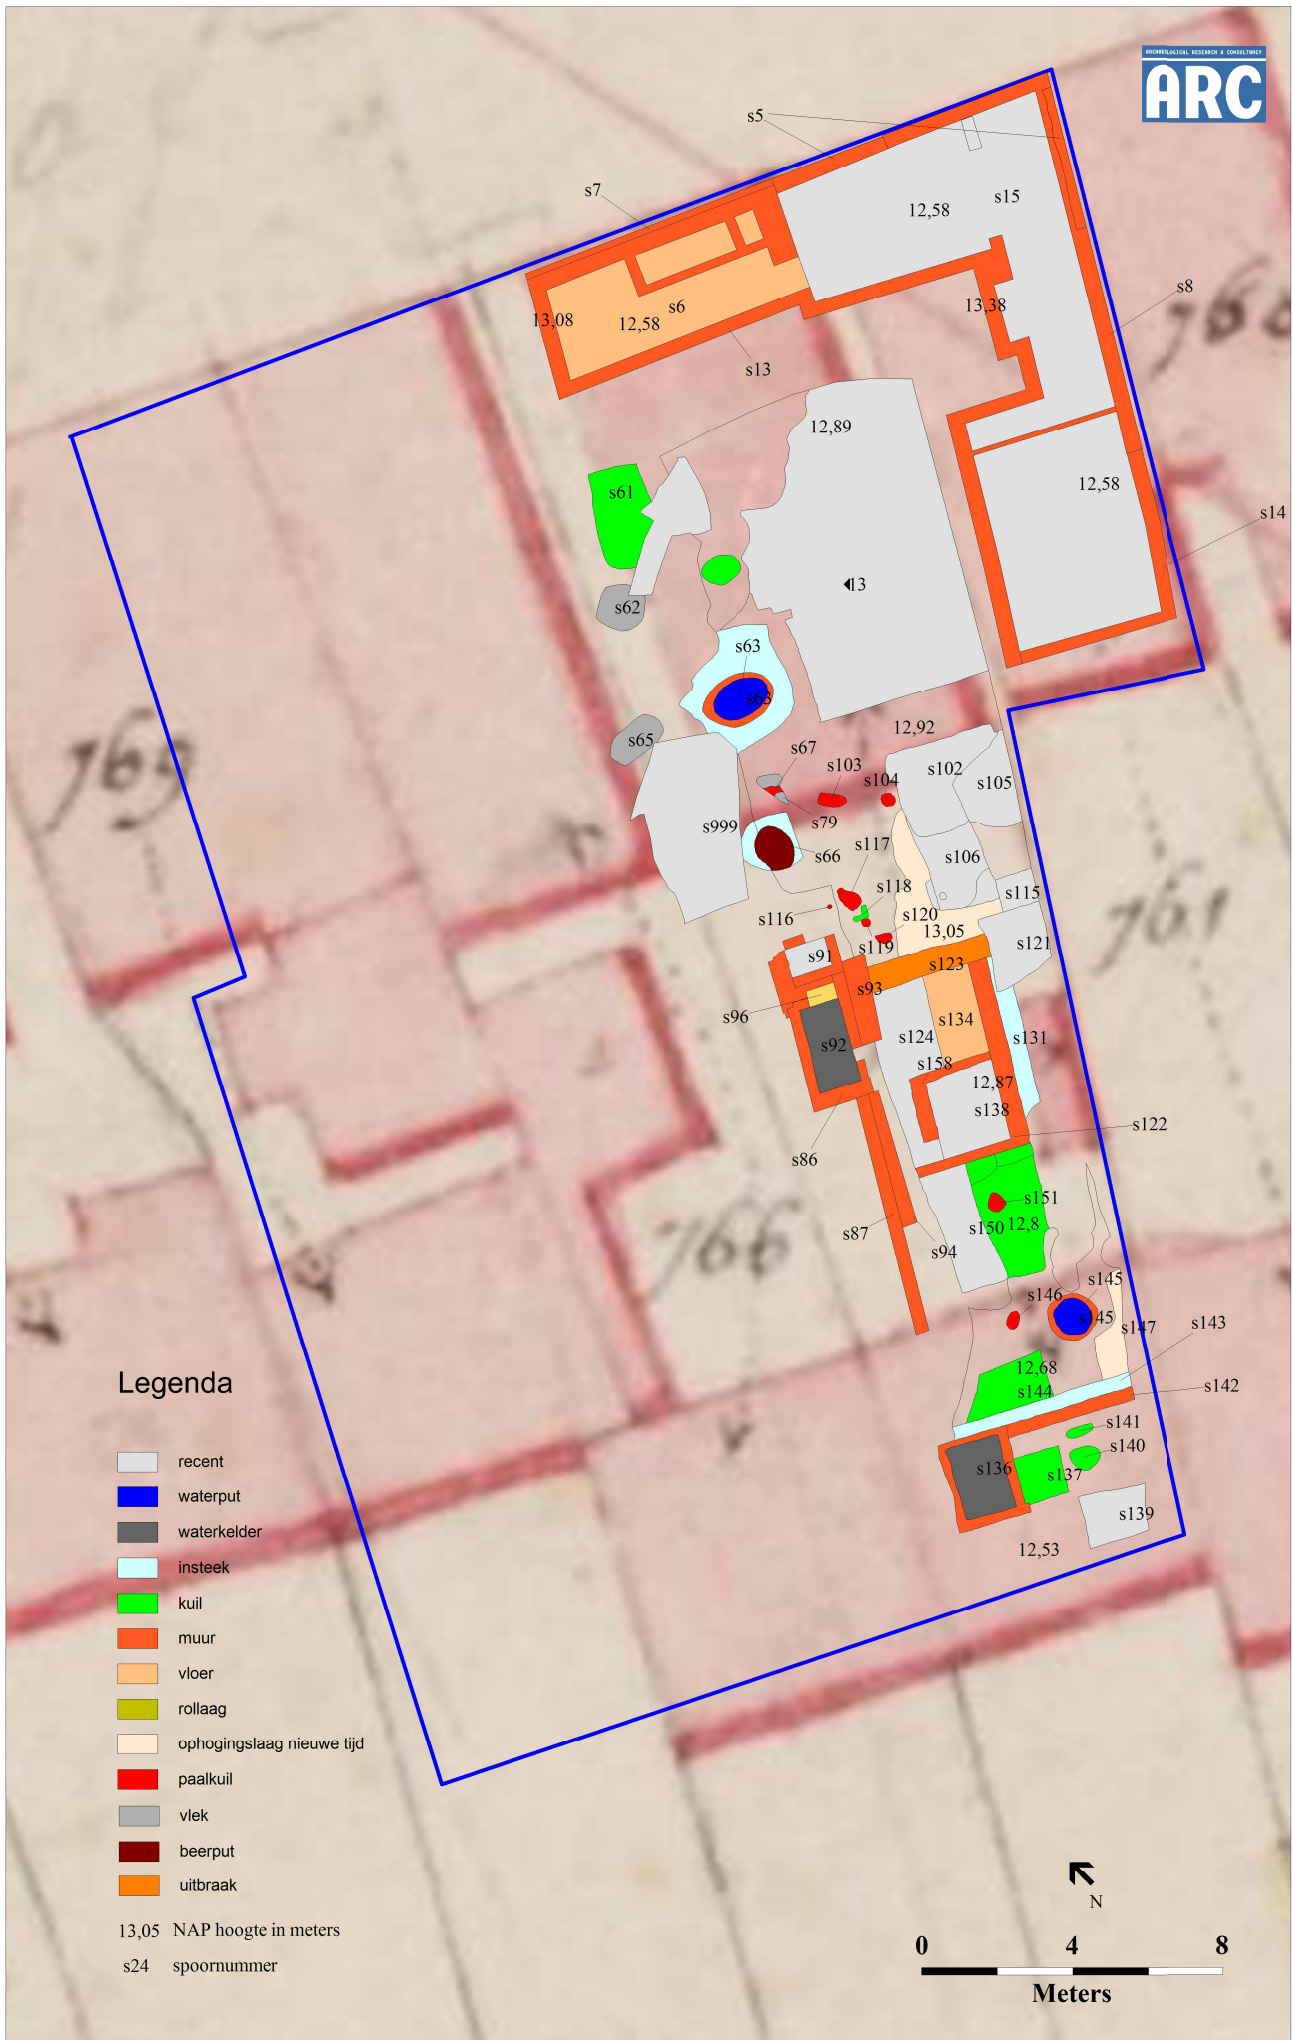 ARCHAEOLOGICAL RESEARCH & CONSULTANCY
ARC
s5
s7
s15
12,58
s8
s6
13,38
13,08
12,58
s13
12,89
12,58
s61
s14
13
s62
s63
s63
12,92
s65
s67
s103
s102
s104
s105
s999
s79
s117
s66
s106
s118
s115
s116
s120
13,05
s119
s121
s91
s123
s93
s96
s134
s92
s124
s131
s158
12,87
s138
s122
s86
s151
s150
12,8
s87
s94
s145
s146
s145
s147
s143
12,68
s144
s142
s141
s140
s136
s137
s139
12,53
769
768
761
766
Legenda
recent
waterput
waterkelder
insteek
kuil
muur
vloer
rollaag
ophogingslaag nieuwe tijd
paalkuil
vlek
beerput
uitbraak
13,05 NAP hoogte in meters
s24 spoornummer
N
0 4 8
Meters